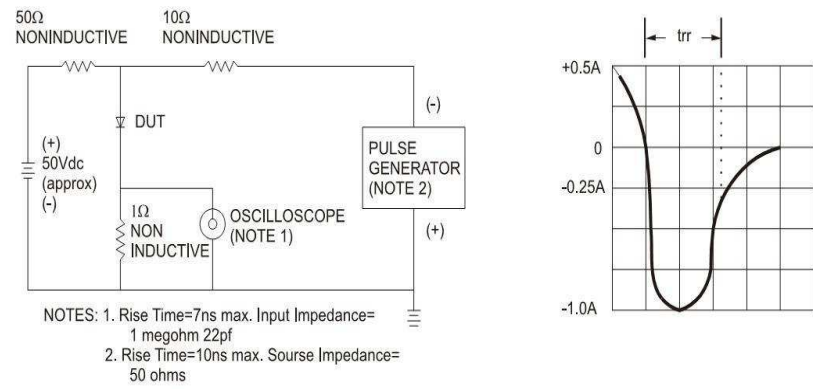 50Ω
NONINDUCTIVE
10Ω
NONINDUCTIVE
DUT
(+)
50Vdc
(approx)
(-)
1Ω
NON
INDUCTIVE
OSCILLOSCOPE
(NOTE 1)
(-)
PULSE
GENERATOR
(NOTE 2)
(+)
NOTES: 1. Rise Time=7ns max. Input Impedance=
1 megohm 22pf
2. Rise Time=10ns max. Sourse Impedance=
50 ohms
trr
+0.5A
0
-0.25A
-1.0A